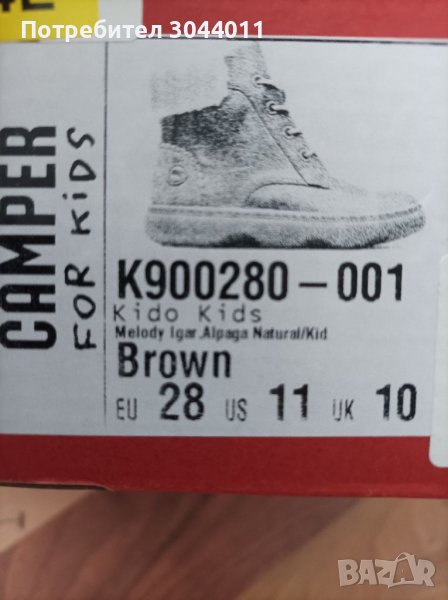 Потребител 3044011
CAMPER
FOR KIDS
K900280-001
Kido Kids
Melody Igar.Alpaga Natural/Kid
Brown
EU 28 US 11 UK 10
BAZAR